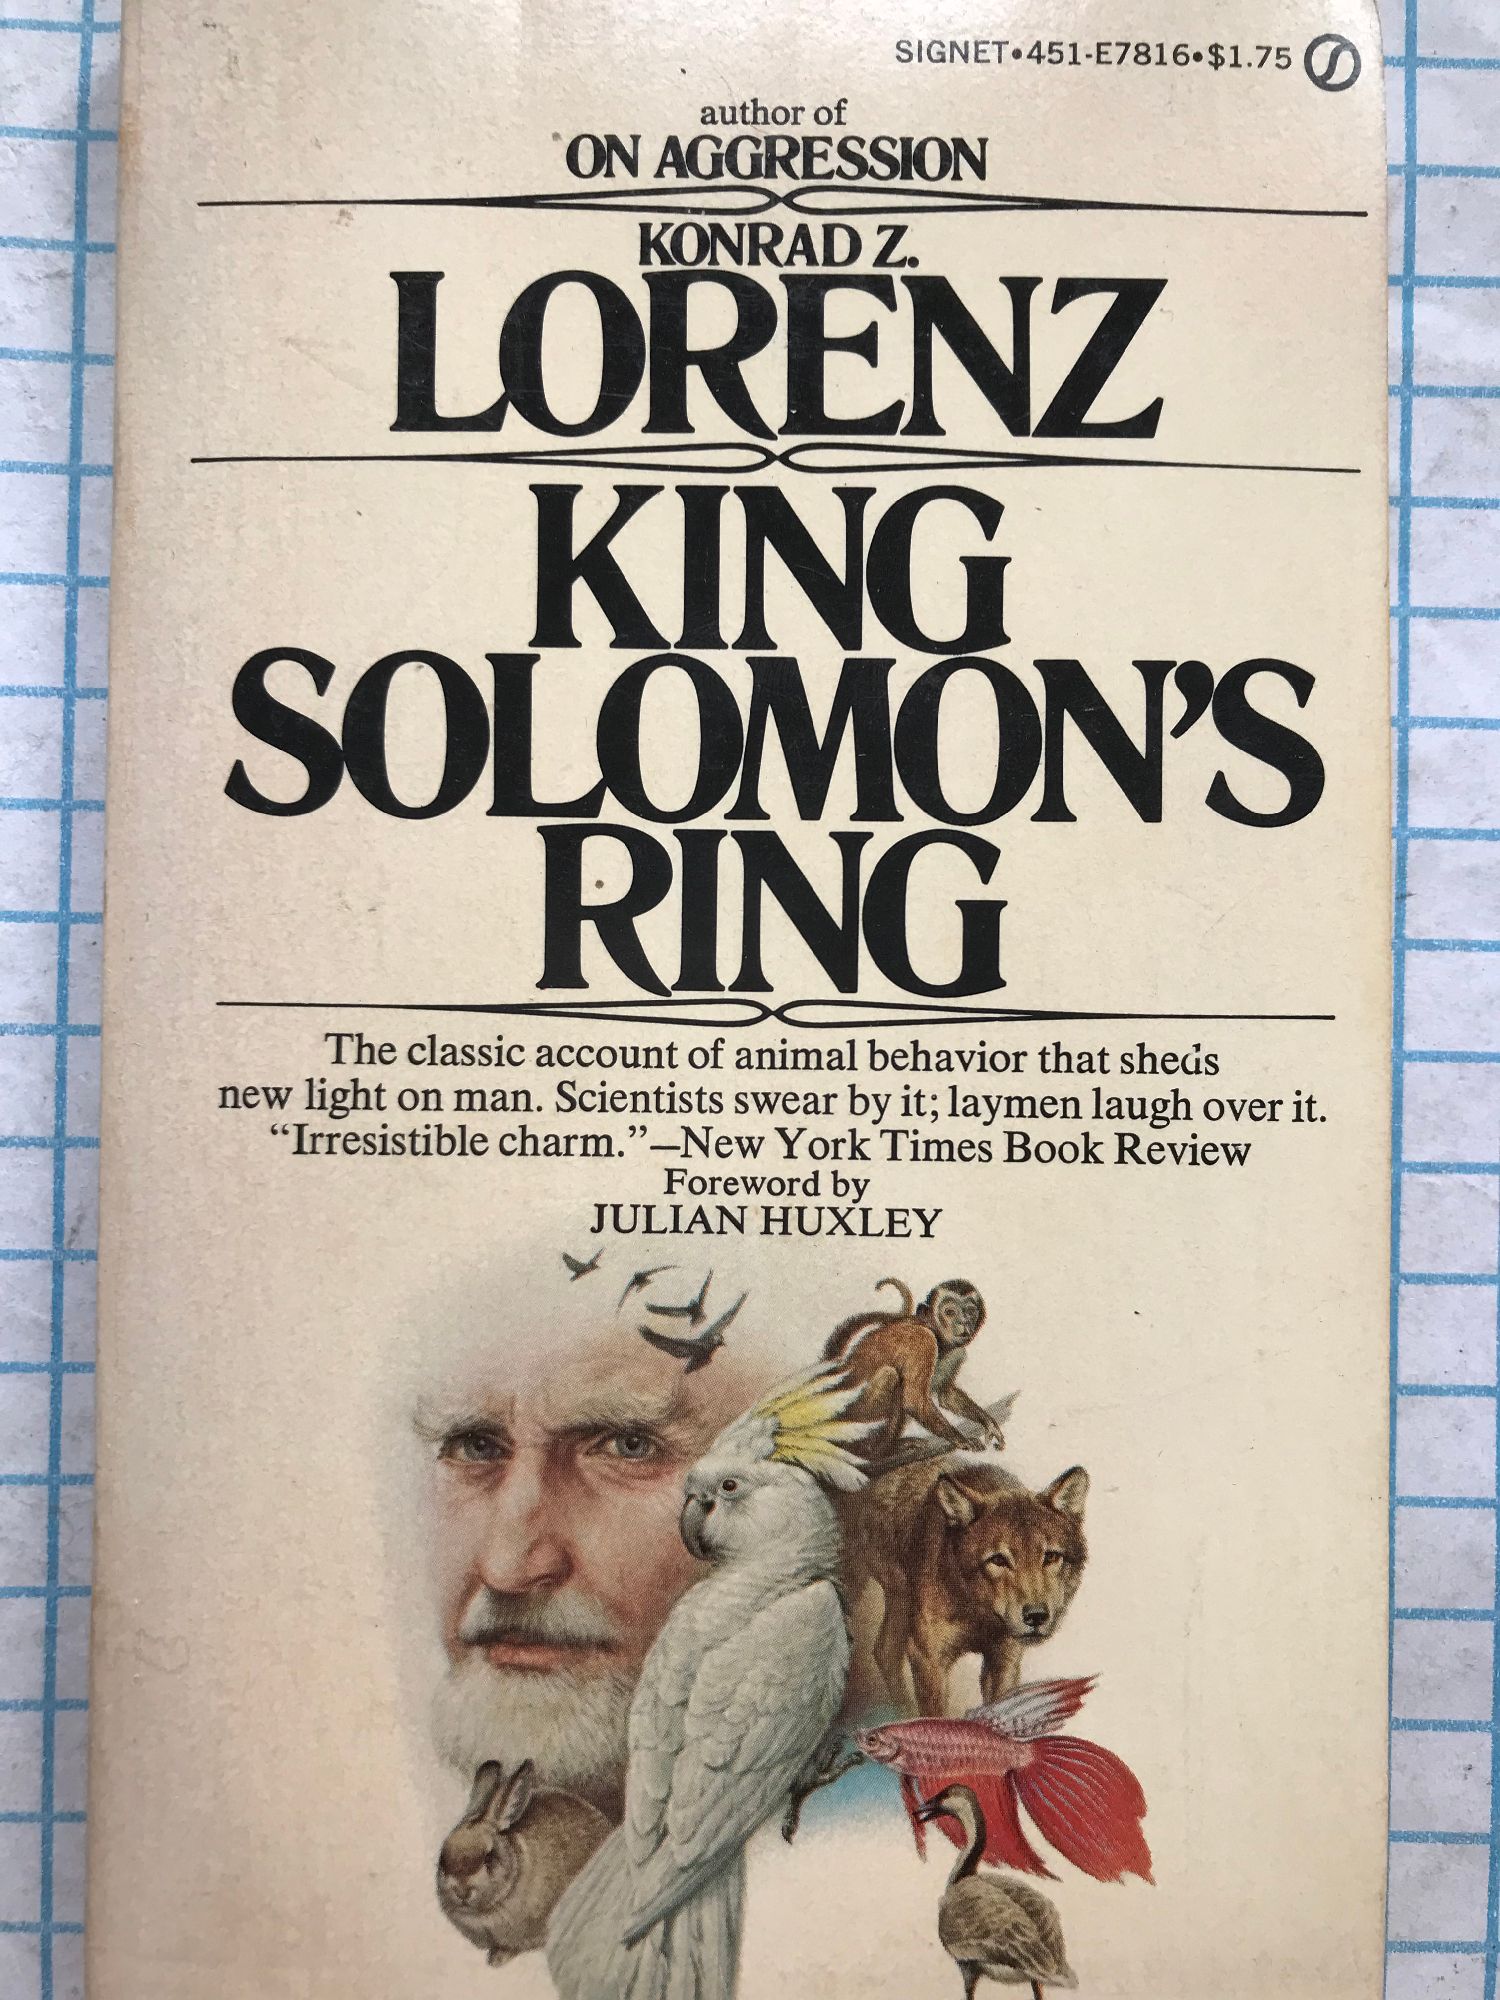 SIGNET•451-E7816•$1.75
author of
ON AGGRESSION
KONRAD Z.
LORENZ
KING
SOLOMON'S
RING
The classic account of animal behavior that sheds
new light on man. Scientists swear by it; laymen laugh over it.
“Irresistible charm.”—New York Times Book Review
Foreword by
JULIAN HUXLEY